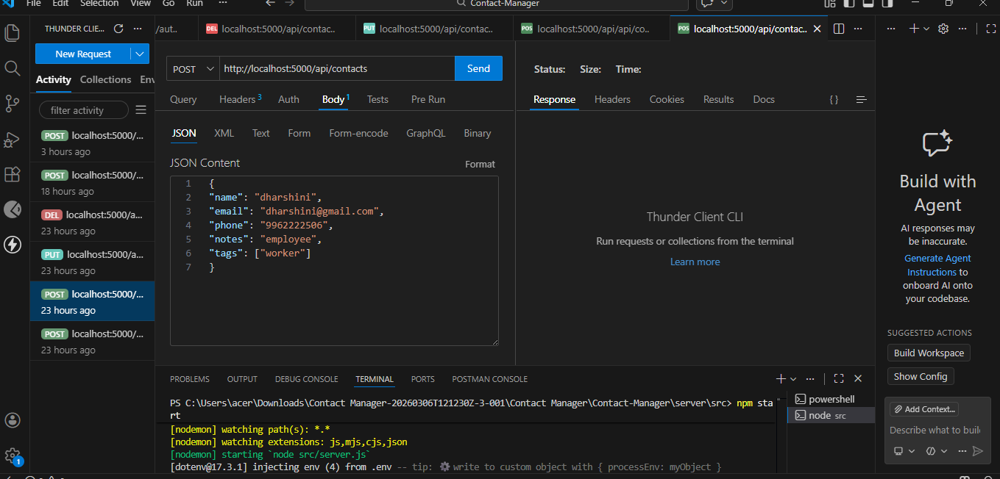 File Edit Selection View Go Run ··· Contact-Manager
THUNDER CLIE... ···
/aut..
DEL localhost:5000/api/contac..
PUT localhost:5000/api/contac..
POS localhost:5000/api/api/co..
POS localhost:5000/api/contac..
New Request
Activity Collections Env
filter activity
POST localhost:5000/...
3 hours ago
POST localhost:5000/...
18 hours ago
DEL localhost:5000/a...
23 hours ago
PUT localhost:5000/a...
23 hours ago
POST localhost:5000/...
23 hours ago
POST localhost:5000/...
23 hours ago
1
POST http://localhost:5000/api/contacts Send
Query Headers 3 Auth Body 1 Tests Pre Run
JSON XML Text Form Form-encode GraphQL Binary
JSON Content Format
1 {
2 "name": "dharshini",
3 "email": "dharshini@gmail.com",
4 "phone": "9962222506",
5 "notes": "employee",
6 "tags": ["worker"]
7 }
Status: Size: Time:
Response Headers Cookies Results Docs { }
Thunder Client CLI
Run requests or collections from the terminal
Learn more
PROBLEMS OUTPUT DEBUG CONSOLE TERMINAL PORTS POSTMAN CONSOLE
PS C:\Users\acer\Downloads\Contact Manager-20260306T121230Z-3-001\Contact Manager\Contact-Manager\server\src> npm sta
rt
[nodemon] watching path(s): *.*
[nodemon] watching extensions: js,mjs,cjs,json
[nodemon] starting `node src/server.js`
[dotenv@17.3.1] injecting env (4) from .env -- tip: ⚙️ write to custom object with { processEnv: myObject }
powershell
node src
Build with
Agent
AI responses may
be inaccurate.
Generate Agent
Instructions to
onboard AI onto
your codebase.
SUGGESTED ACTIONS
Build Workspace
Show Config
Add Context...
Describe what to build